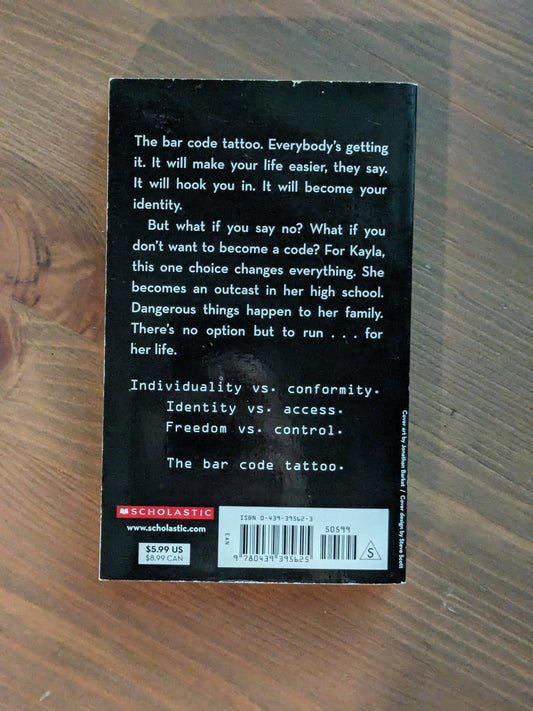 The bar code tattoo. Everybody's getting
it. It will make your life easier, they say.
It will hook you in. It will become your
identity.
But what if you say no? What if you
don't want to become a code? For Kayla,
this one choice changes everything. She
becomes an outcast in her high school.
Dangerous things happen to her family.
There's no option but to run . . . for
her life.
Individuality vs. conformity.
Identity vs. access.
Freedom vs. control.
The bar code tattoo.
Cover art by Jonathan Barkat / Cover design by Steve Scott
SCHOLASTIC
www.scholastic.com
$5.99 US
$8.99 CAN
ISBN 0-439-39562-3
50599
EAN
9 780439 395625
S